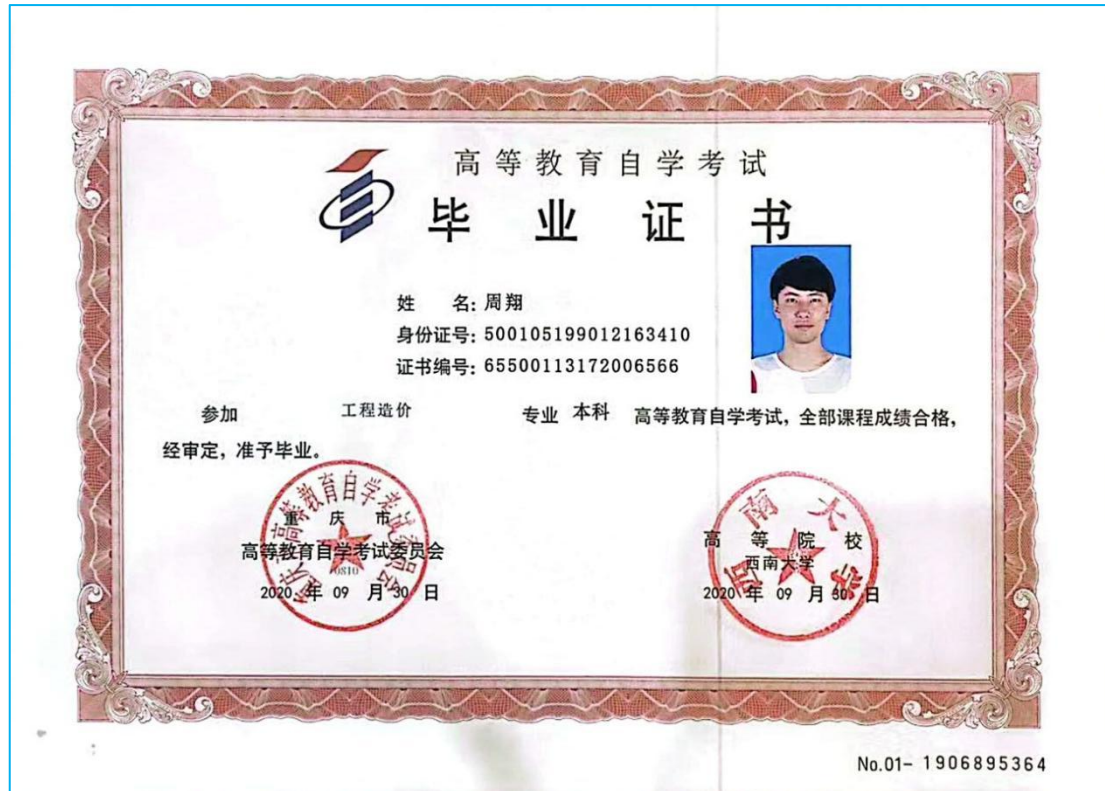 高等教育自学考试
毕业证书
姓 名：周翔
身份证号：500105199012163410
证书编号：65500113172006566
参加 工程造价 专业 本科 高等教育自学考试，全部课程成绩合格，
经审定，准予毕业。
重庆市
高等教育自学考试委员会
2020 年 09 月 30 日
高等院校
西南大学
2020 年 09 月 30 日
西南大学
No.01- 1906895364